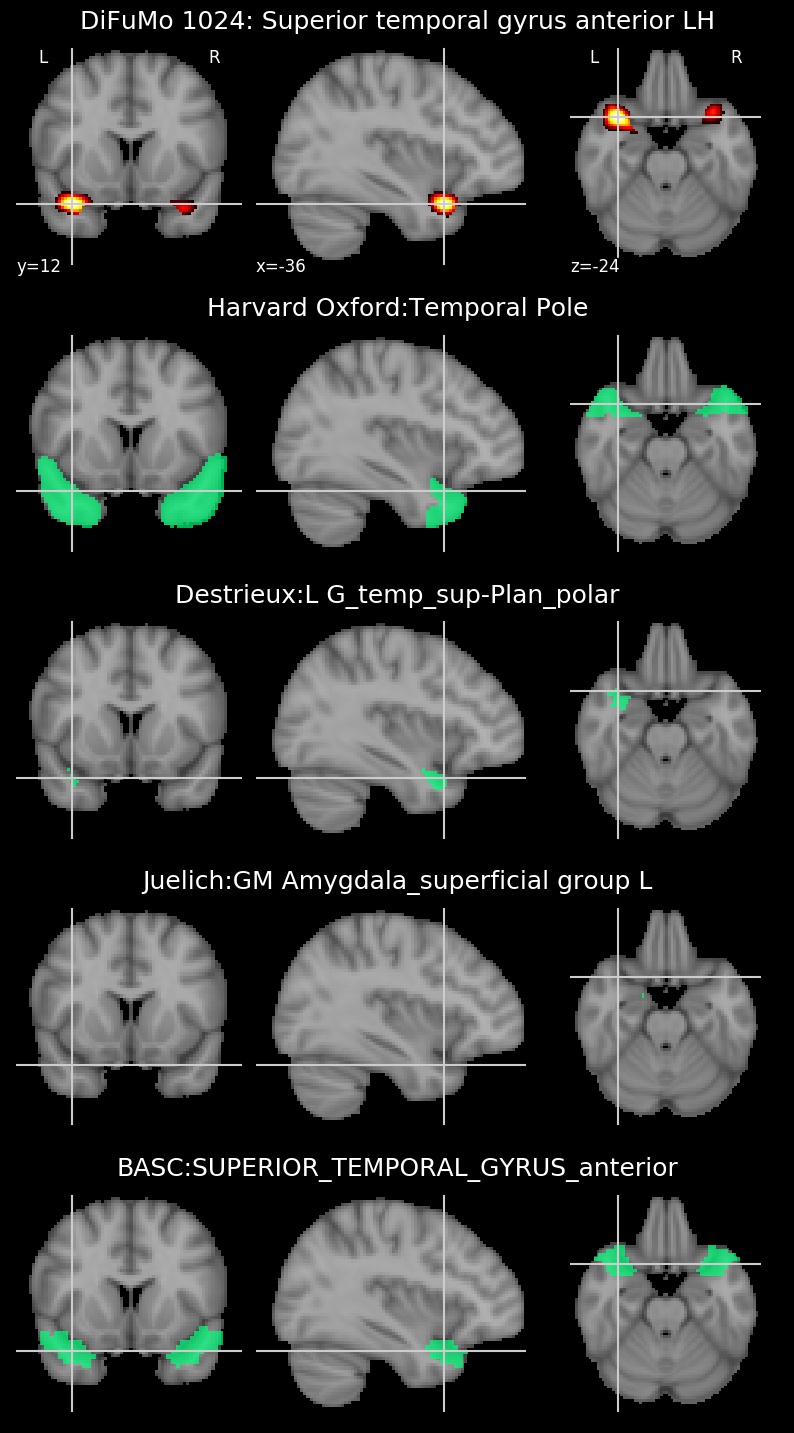 DiFuMo 1024: Superior temporal gyrus anterior LH
L R L R
y=12 x=-36 z=-24
Harvard Oxford:Temporal Pole
Destrieux:L G_temp_sup-Plan_polar
Juelich:GM Amygdala_superficial group L
BASC:SUPERIOR_TEMPORAL_GYRUS_anterior